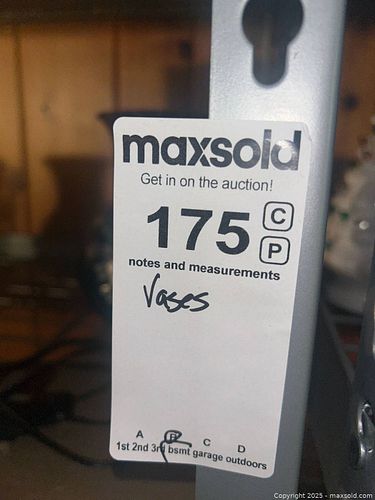 maxsold
Get in on the auction!
175 C
P
notes and measurements
Vases
A B C D
1st 2nd 3rd bsmt garage outdoors
Copyright 2025 - maxsold.com